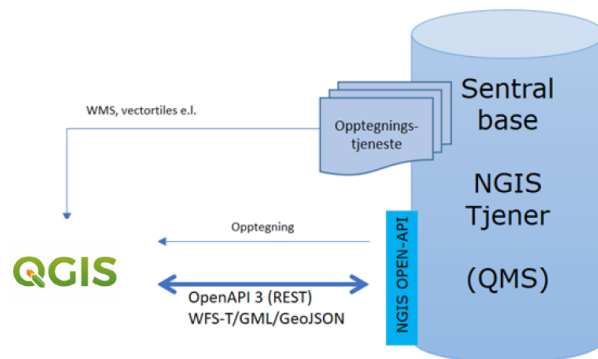 Sentral
base
NGIS
Tjener
(QMS)
WMS, vectortiles e.l.
Opptegnings-
tjeneste
Opptegning
NGIS OPEN-API
QGIS
OpenAPI 3 (REST)
WFS-T/GML/GeoJSON